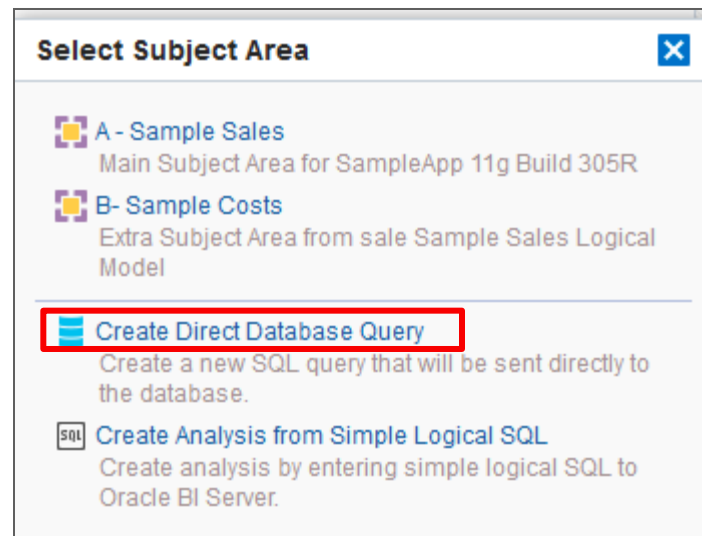 Select Subject Area
A - Sample Sales
Main Subject Area for SampleApp 11g Build 305R
B- Sample Costs
Extra Subject Area from sale Sample Sales Logical
Model
Create Direct Database Query
Create a new SQL query that will be sent directly to
the database.
SQL Create Analysis from Simple Logical SQL
Create analysis by entering simple logical SQL to
Oracle BI Server.